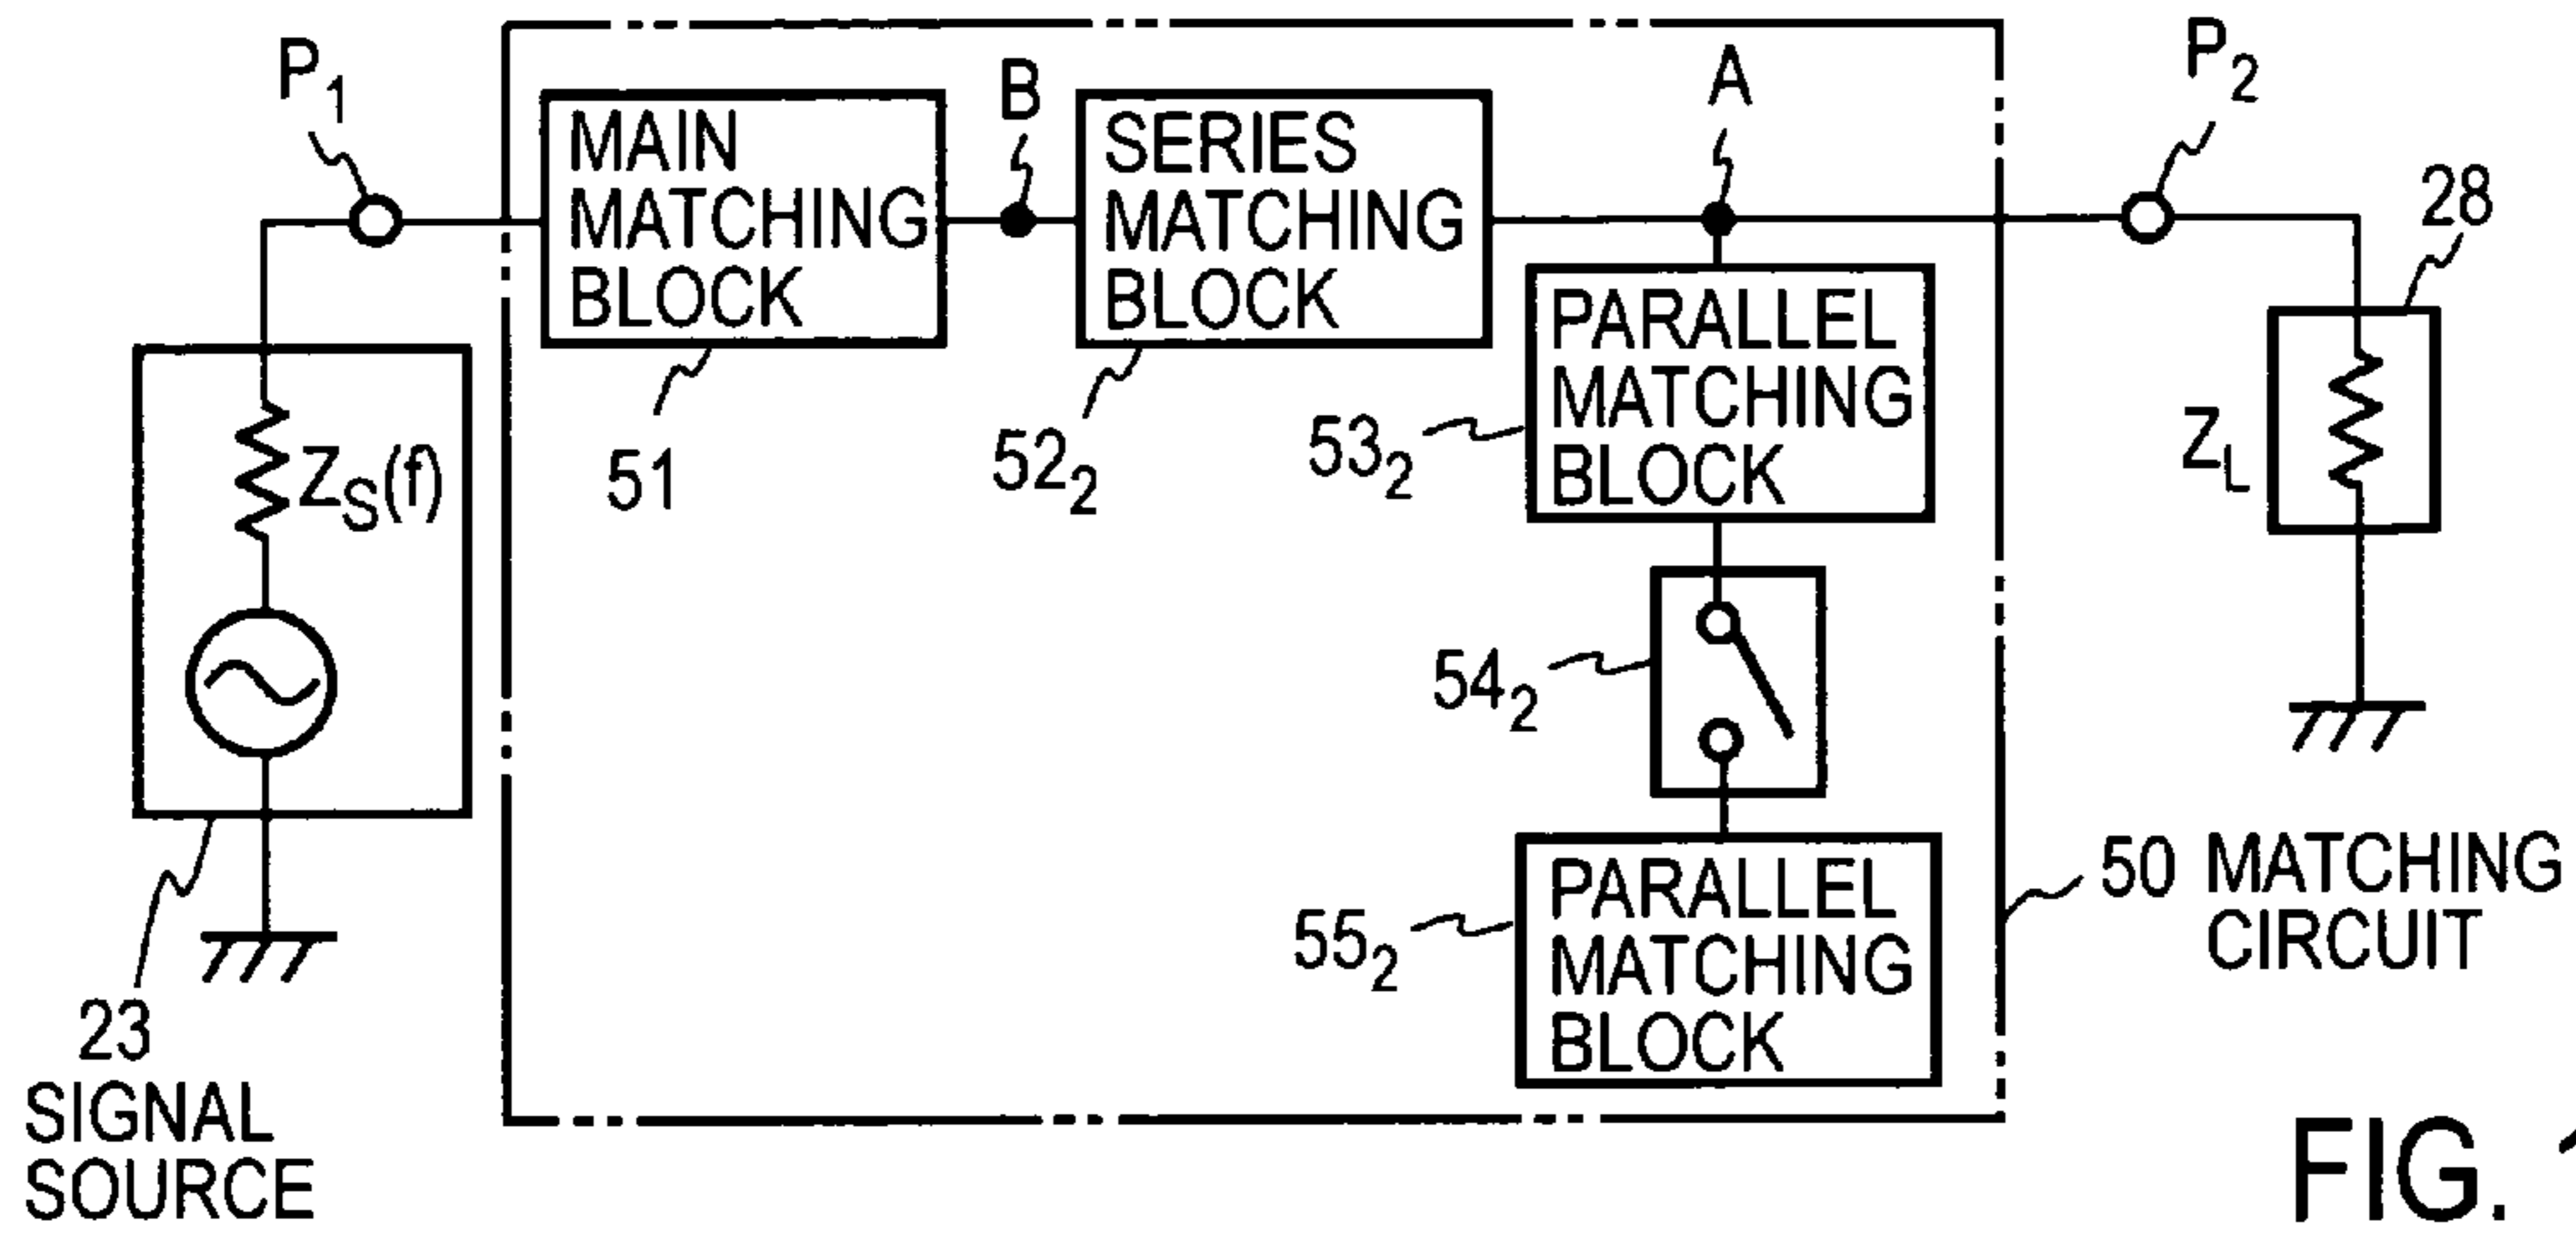 P1
B
A
P2
MAIN
MATCHING
BLOCK
SERIES
MATCHING
BLOCK
28
PARALLEL
MATCHING
BLOCK
ZS(f)
51
522
532
ZL
542
PARALLEL
MATCHING
BLOCK
552
50 MATCHING
CIRCUIT
23
SIGNAL
SOURCE
FIG.